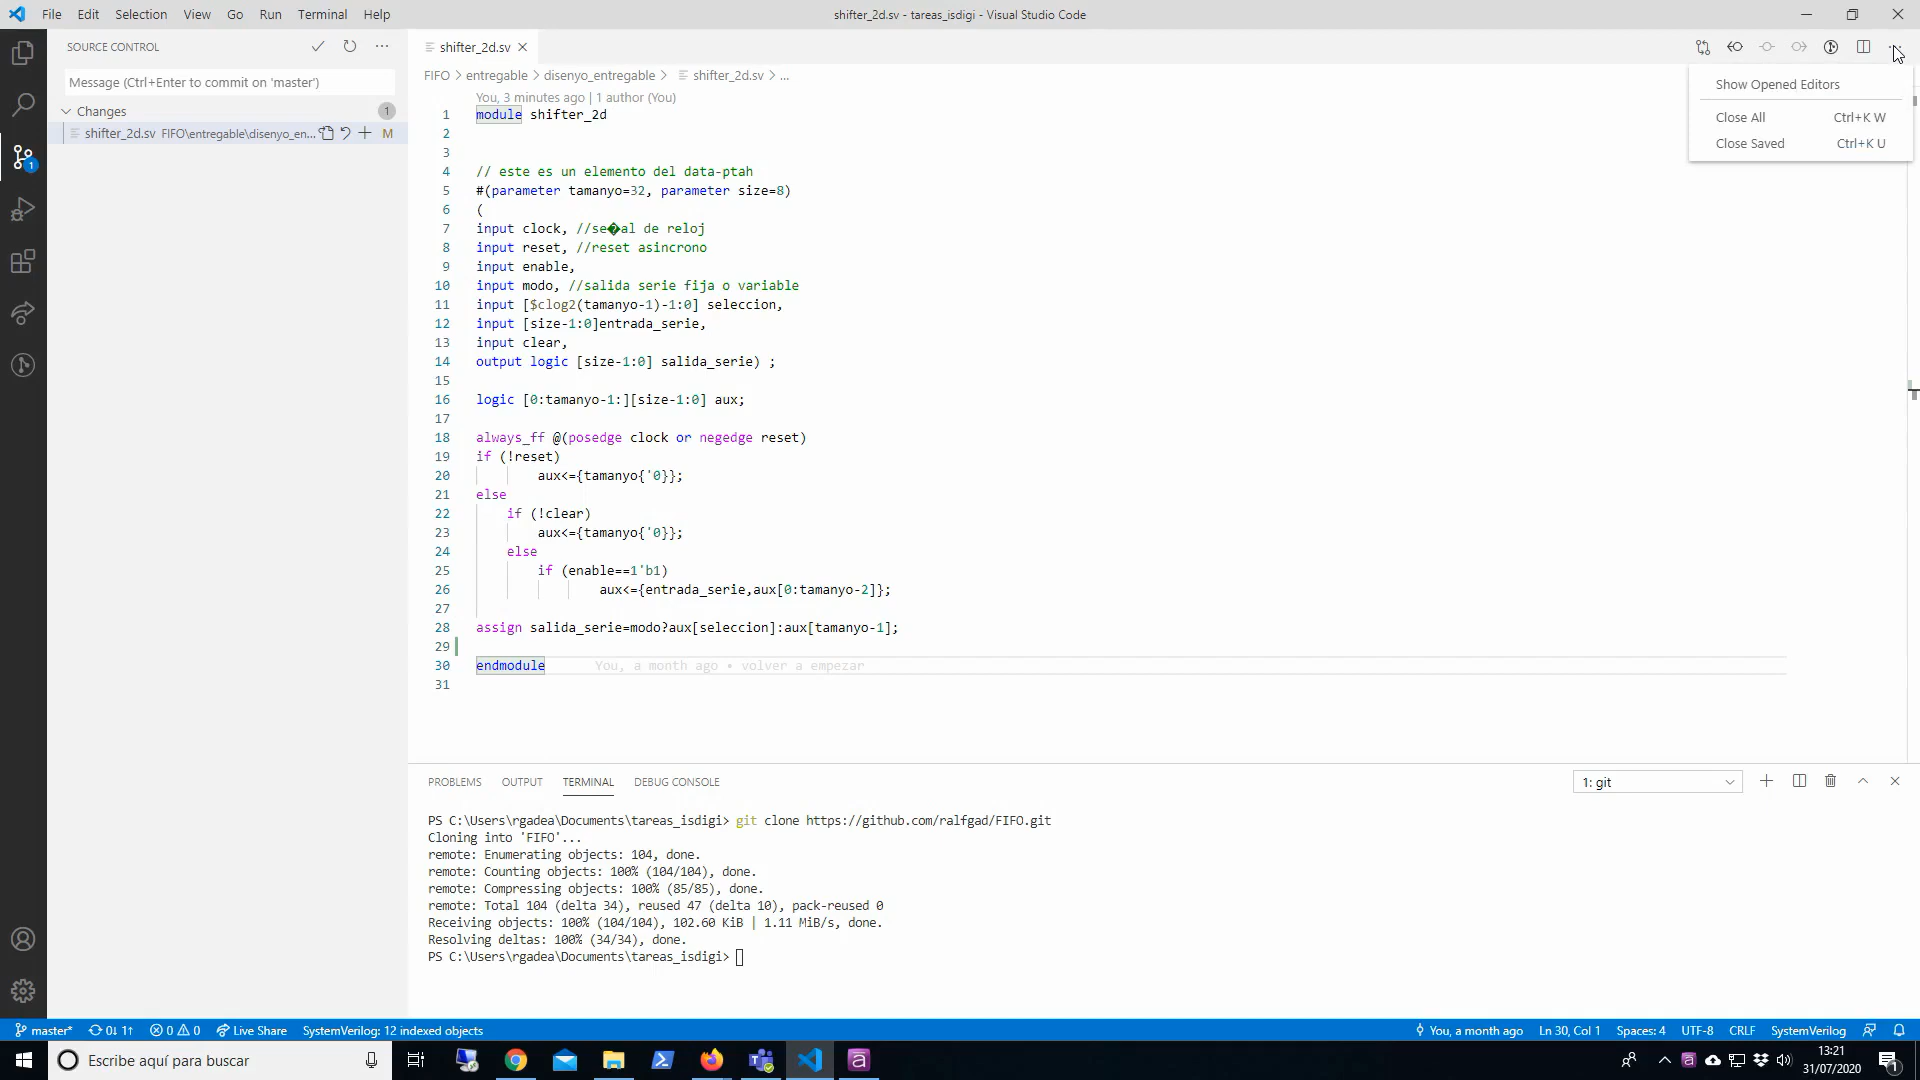 File Edit Selection View Go Run Terminal Help
shifter_2d.sv - tareas_isdigi - Visual Studio Code
SOURCE CONTROL
Message (Ctrl+Enter to commit on 'master')
Changes 1
shifter_2d.sv FIFO\entregable\disenyo_en... M
1
shifter_2d.sv
FIFO > entregable > disenyo_entregable > shifter_2d.sv > ...
Show Opened Editors
Close All Ctrl+K W
Close Saved Ctrl+K U
You, 3 minutes ago | 1 author (You)
1 module shifter_2d
2
3
4 // este es un elemento del data-ptah
5 #(parameter tamanyo=32, parameter size=8)
6 (
7 input clock, //se�al de reloj
8 input reset, //reset asincrono
9 input enable,
10 input modo, //salida serie fija o variable
11 input [$clog2(tamanyo-1)-1:0] seleccion,
12 input [size-1:0]entrada_serie,
13 input clear,
14 output logic [size-1:0] salida_serie) ;
15
16 logic [0:tamanyo-1:][size-1:0] aux;
17
18 always_ff @(posedge clock or negedge reset)
19 if (!reset)
20 aux<={tamanyo{'0}};
21 else
22 if (!clear)
23 aux<={tamanyo{'0}};
24 else
25 if (enable==1'b1)
26 aux<={entrada_serie,aux[0:tamanyo-2]};
27
28 assign salida_serie=modo?aux[seleccion]:aux[tamanyo-1];
29
30 endmodule You, a month ago • volver a empezar
31
PROBLEMS OUTPUT TERMINAL DEBUG CONSOLE
1: git
PS C:\Users\rgadea\Documents\tareas_isdigi> git clone https://github.com/ralfgad/FIFO.git
Cloning into 'FIFO'...
remote: Enumerating objects: 104, done.
remote: Counting objects: 100% (104/104), done.
remote: Compressing objects: 100% (85/85), done.
remote: Total 104 (delta 34), reused 47 (delta 10), pack-reused 0
Receiving objects: 100% (104/104), 102.60 KiB | 1.11 MiB/s, done.
Resolving deltas: 100% (34/34), done.
PS C:\Users\rgadea\Documents\tareas_isdigi>
master* 0↓ 1↑ 0 0 Live Share SystemVerilog: 12 indexed objects
You, a month ago Ln 30, Col 1 Spaces: 4 UTF-8 CRLF SystemVerilog
Escribe aquí para buscar
13:21
31/07/2020
1